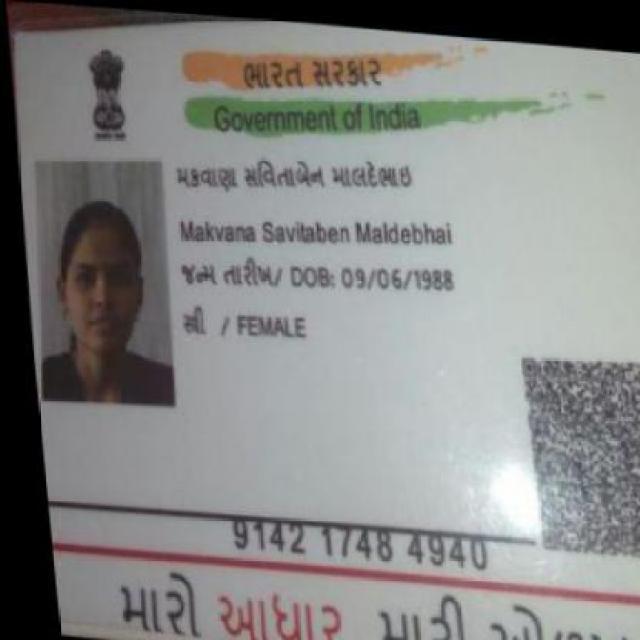 ભારત સરકાર
Government of India
મકવાણા સવિતાબેન માલદેભાઇ
Makvana Savitaben Maldebhai
જન્મ તારીખ/ DOB: 09/06/1988
સ્ત્રી / FEMALE
9142 1748 4940
મારો આધાર, મારી